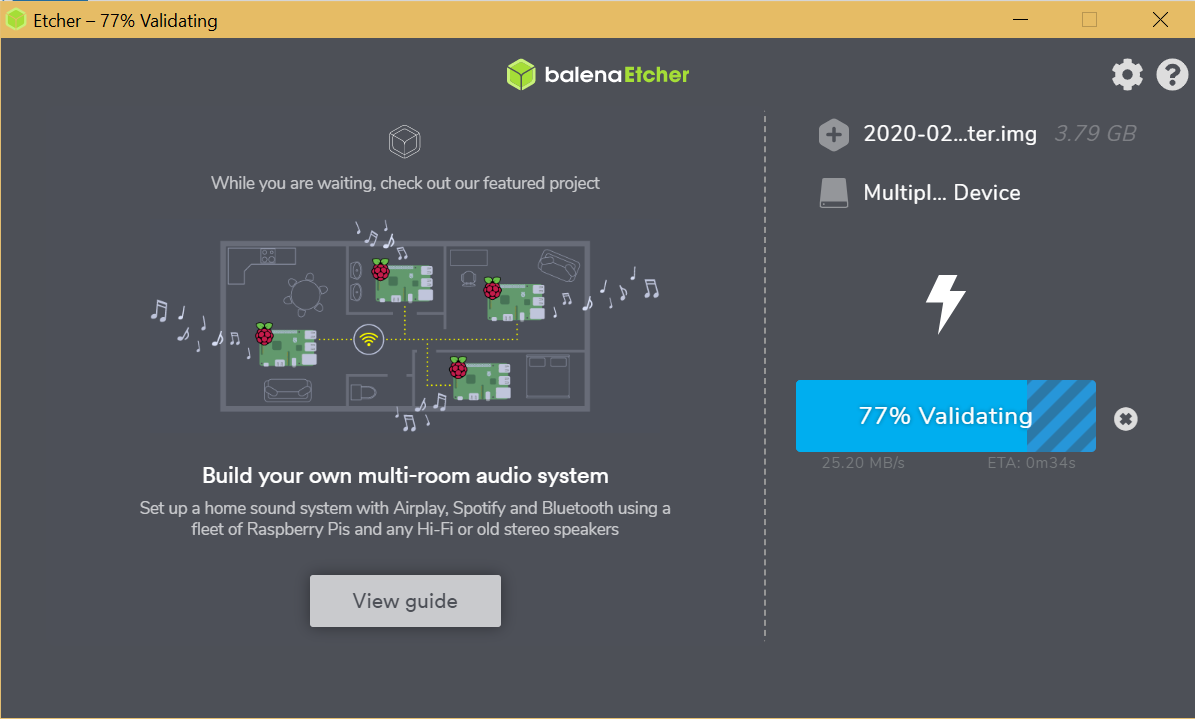 Etcher – 77% Validating
balenaEtcher
While you are waiting, check out our featured project
Build your own multi-room audio system
Set up a home sound system with Airplay, Spotify and Bluetooth using a
fleet of Raspberry Pis and any Hi-Fi or old stereo speakers
View guide
2020-02...ter.img 3.79 GB
Multipl... Device
77% Validating
25.20 MB/s ETA: 0m34s